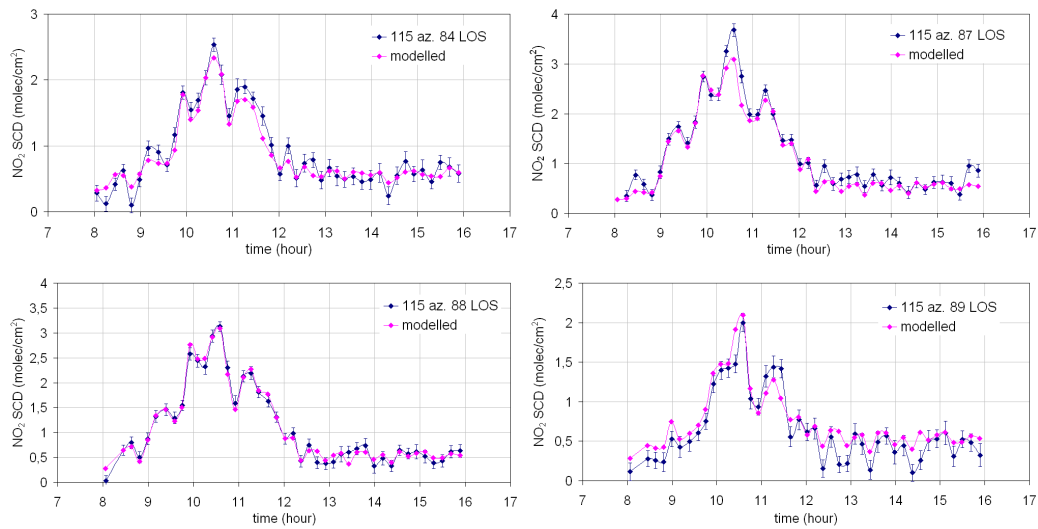 3
2
1
0
NO₂ SCD (molec/cm²)
7 8 9 10 11 12 13 14 15 16 17
time (hour)
115 az. 84 LOS
modelled
4
3
2
1
0
NO₂ SCD (molec/cm²)
7 8 9 10 11 12 13 14 15 16 17
time (hour)
115 az. 87 LOS
modelled
4
3,5
3
2,5
2
1,5
1
0,5
0
NO₂ SCD (molec/cm²)
7 8 9 10 11 12 13 14 15 16 17
time (hour)
115 az. 88 LOS
modelled
2,5
2
1,5
1
0,5
0
NO₂ SCD (molec/cm²)
7 8 9 10 11 12 13 14 15 16 17
time (hour)
115 az. 89 LOS
modelled